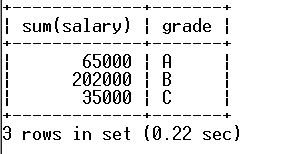 +-------------+-------+
| sum(salary) | grade |
+-------------+-------+
|       65000 | A     |
|      202000 | B     |
|       35000 | C     |
+-------------+-------+
3 rows in set (0.22 sec)